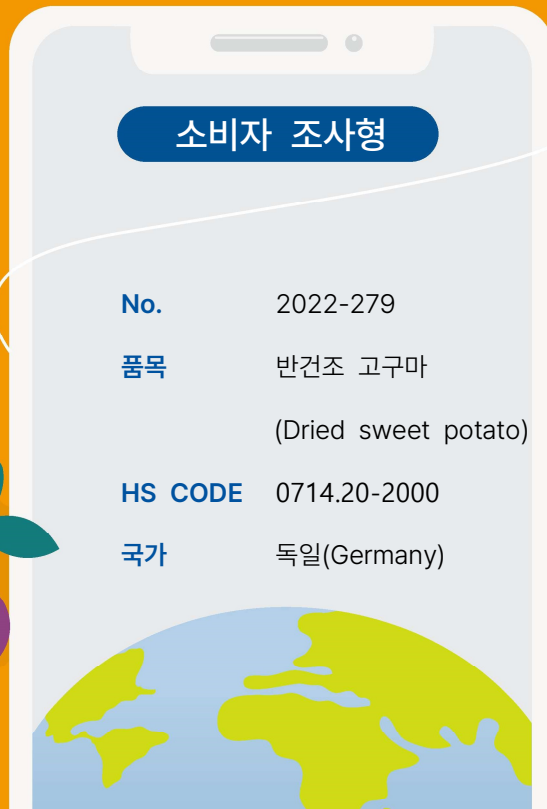 소비자 조사형
No. 2022-279
품목 반건조 고구마
(Dried sweet potato)
HS CODE 0714.20-2000
국가 독일(Germany)